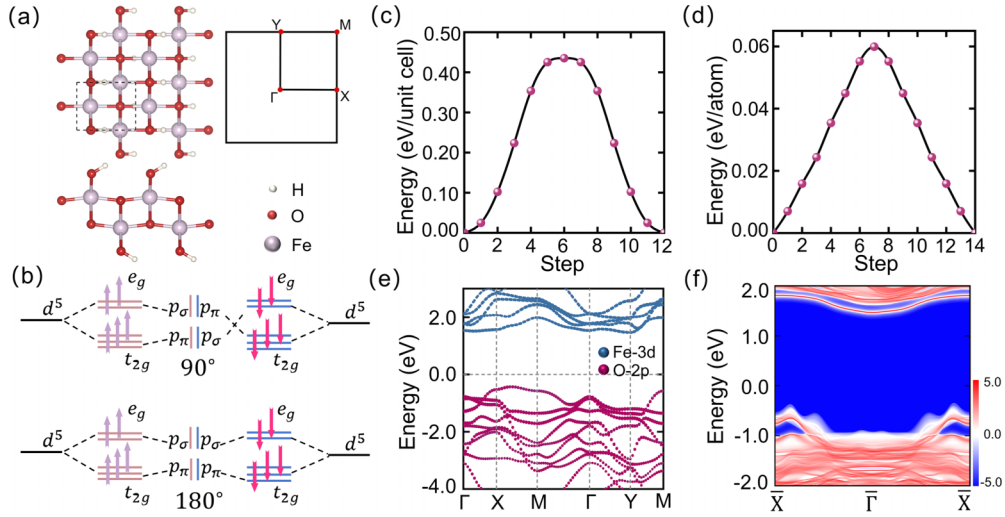 (a)
Y
M
Γ
X
H
O
Fe
(b)
d⁵
e_g
t_2g
p_σ
p_π
p_π
p_σ
90°
e_g
t_2g
d⁵
d⁵
e_g
t_2g
p_σ
p_σ
p_π
p_π
180°
e_g
t_2g
d⁵
(c)
Energy (eV/unit cell)
0.50
0.40
0.30
0.20
0.10
0.00
0 2 4 6 8 10 12
Step
(d)
Energy (eV/atom)
0.06
0.04
0.02
0.00
0 2 4 6 8 10 12 14
Step
(e)
Energy (eV)
2.0
0.0
-2.0
-4.0
Fe-3d
O-2p
Γ X M Γ Y M
(f)
Energy (eV)
2.0
1.0
0.0
-1.0
-2.0
X̅ Γ̅ X̅
5.0
0.0
-5.0